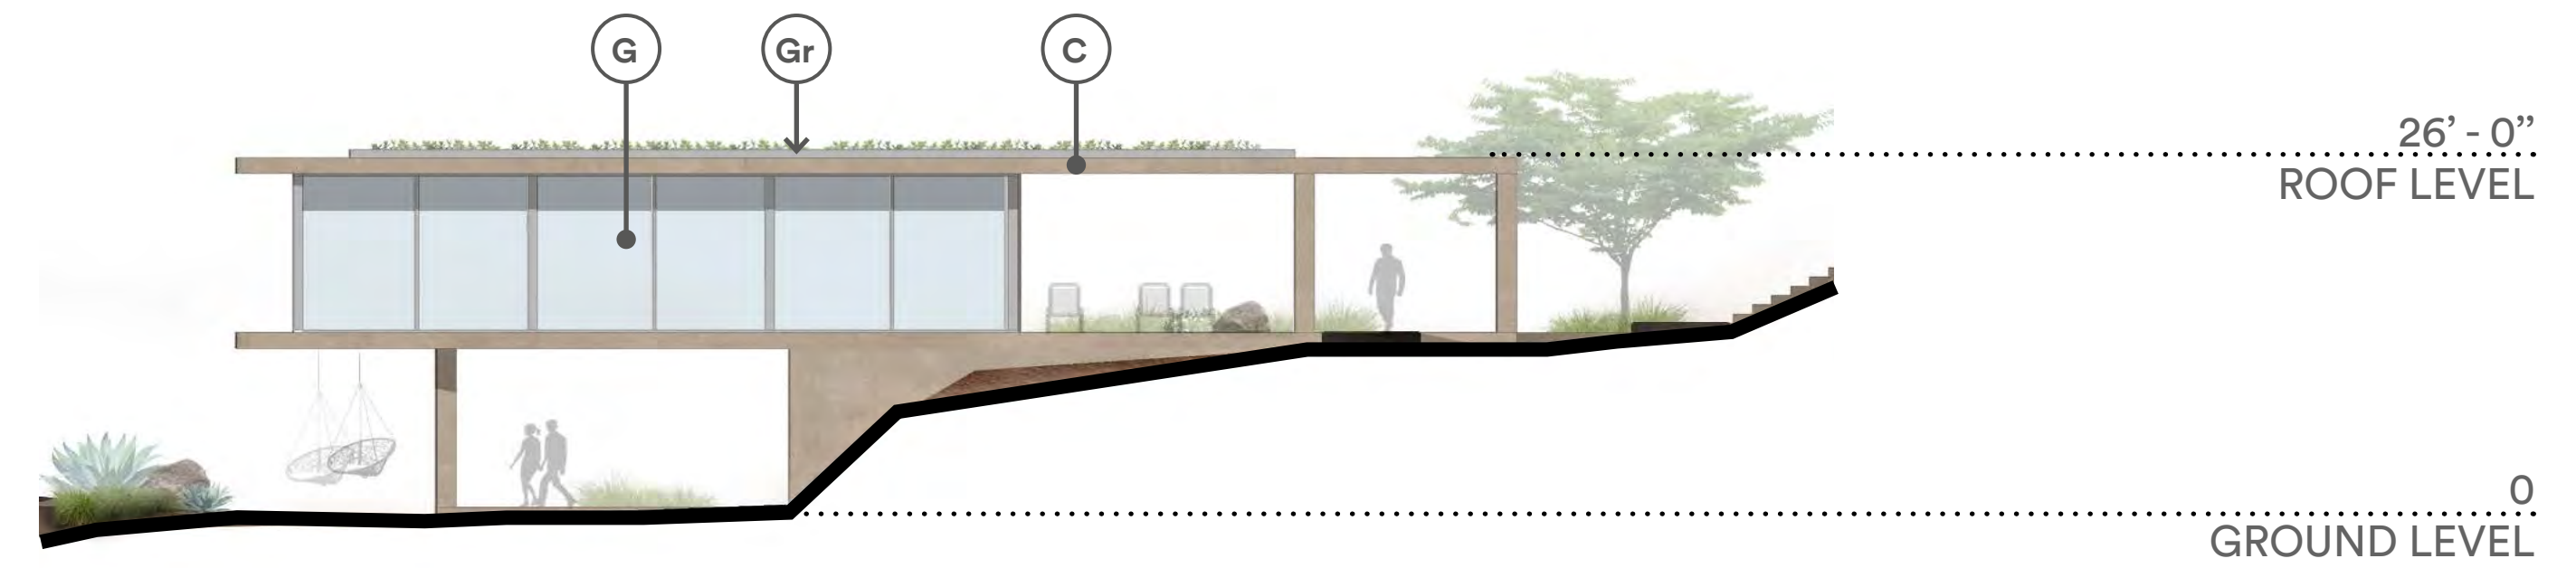 G
Gr
C
26’ - 0”
ROOF LEVEL
0
GROUND LEVEL